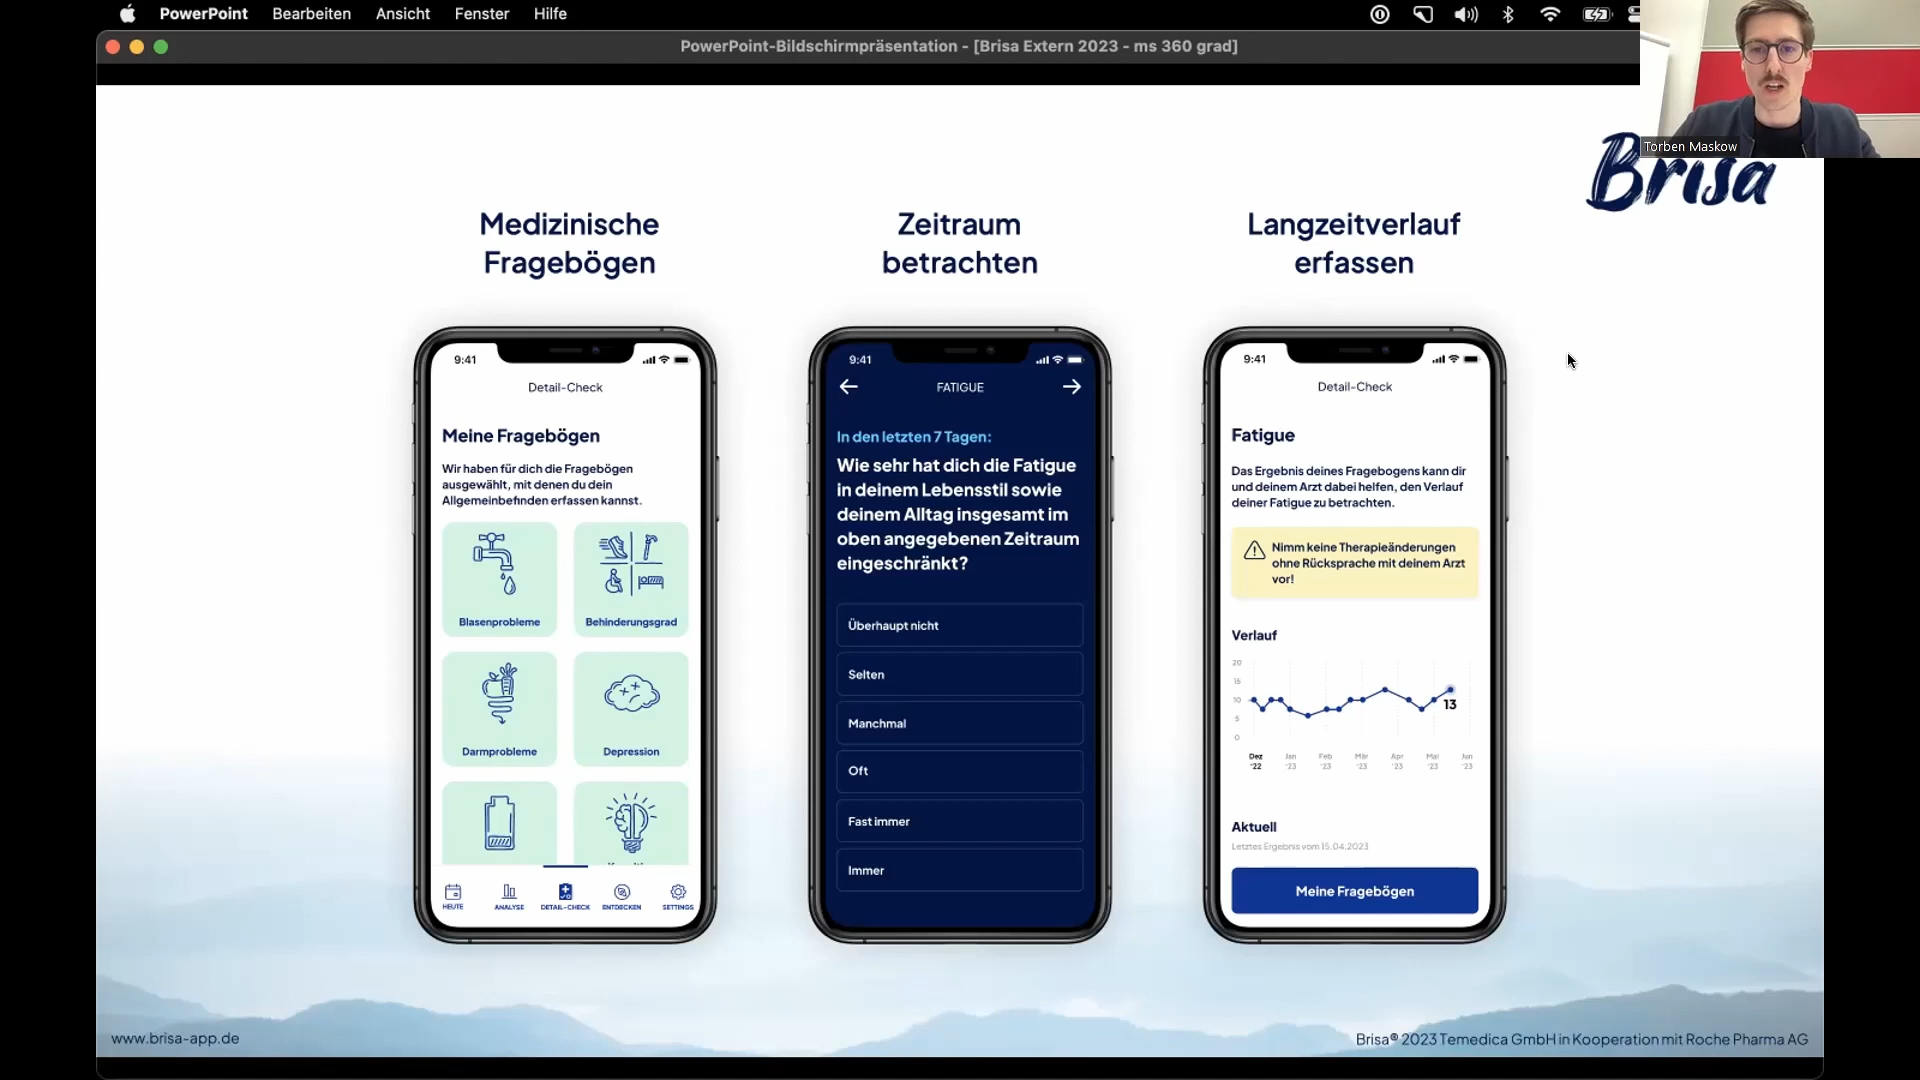 PowerPoint Bearbeiten Ansicht Fenster Hilfe
PowerPoint-Bildschirmpräsentation - [Brisa Extern 2023 - ms 360 grad]
Torben Maskow
Brisa
Medizinische
Fragebögen
9:41
Detail-Check
Meine Fragebögen
Wir haben für dich die Fragebögen
ausgewählt, mit denen du dein
Allgemeinbefinden erfassen kannst.
Blasenprobleme
Behinderungsgrad
Darmprobleme
Depression
HEUTE
ANALYSE
DETAIL-CHECK
ENTDECKEN
SETTINGS
Zeitraum
betrachten
9:41
FATIGUE
In den letzten 7 Tagen:
Wie sehr hat dich die Fatigue
in deinem Lebensstil sowie
deinem Alltag insgesamt im
oben angegebenen Zeitraum
eingeschränkt?
Überhaupt nicht
Selten
Manchmal
Oft
Fast immer
Immer
Langzeitverlauf
erfassen
9:41
Detail-Check
Fatigue
Das Ergebnis deines Fragebogens kann dir
und deinem Arzt dabei helfen, den Verlauf
deiner Fatigue zu betrachten.
Nimm keine Therapieänderungen
ohne Rücksprache mit deinem Arzt
vor!
Verlauf
20
15
10
5
0
13
Dez Jan Feb Mär Apr Mai Jun
'22 '23 '23 '23 '23 '23 '23
Aktuell
Letztes Ergebnis vom 15.04.2023
Meine Fragebögen
www.brisa-app.de
Brisa® 2023 Temedica GmbH in Kooperation mit Roche Pharma AG